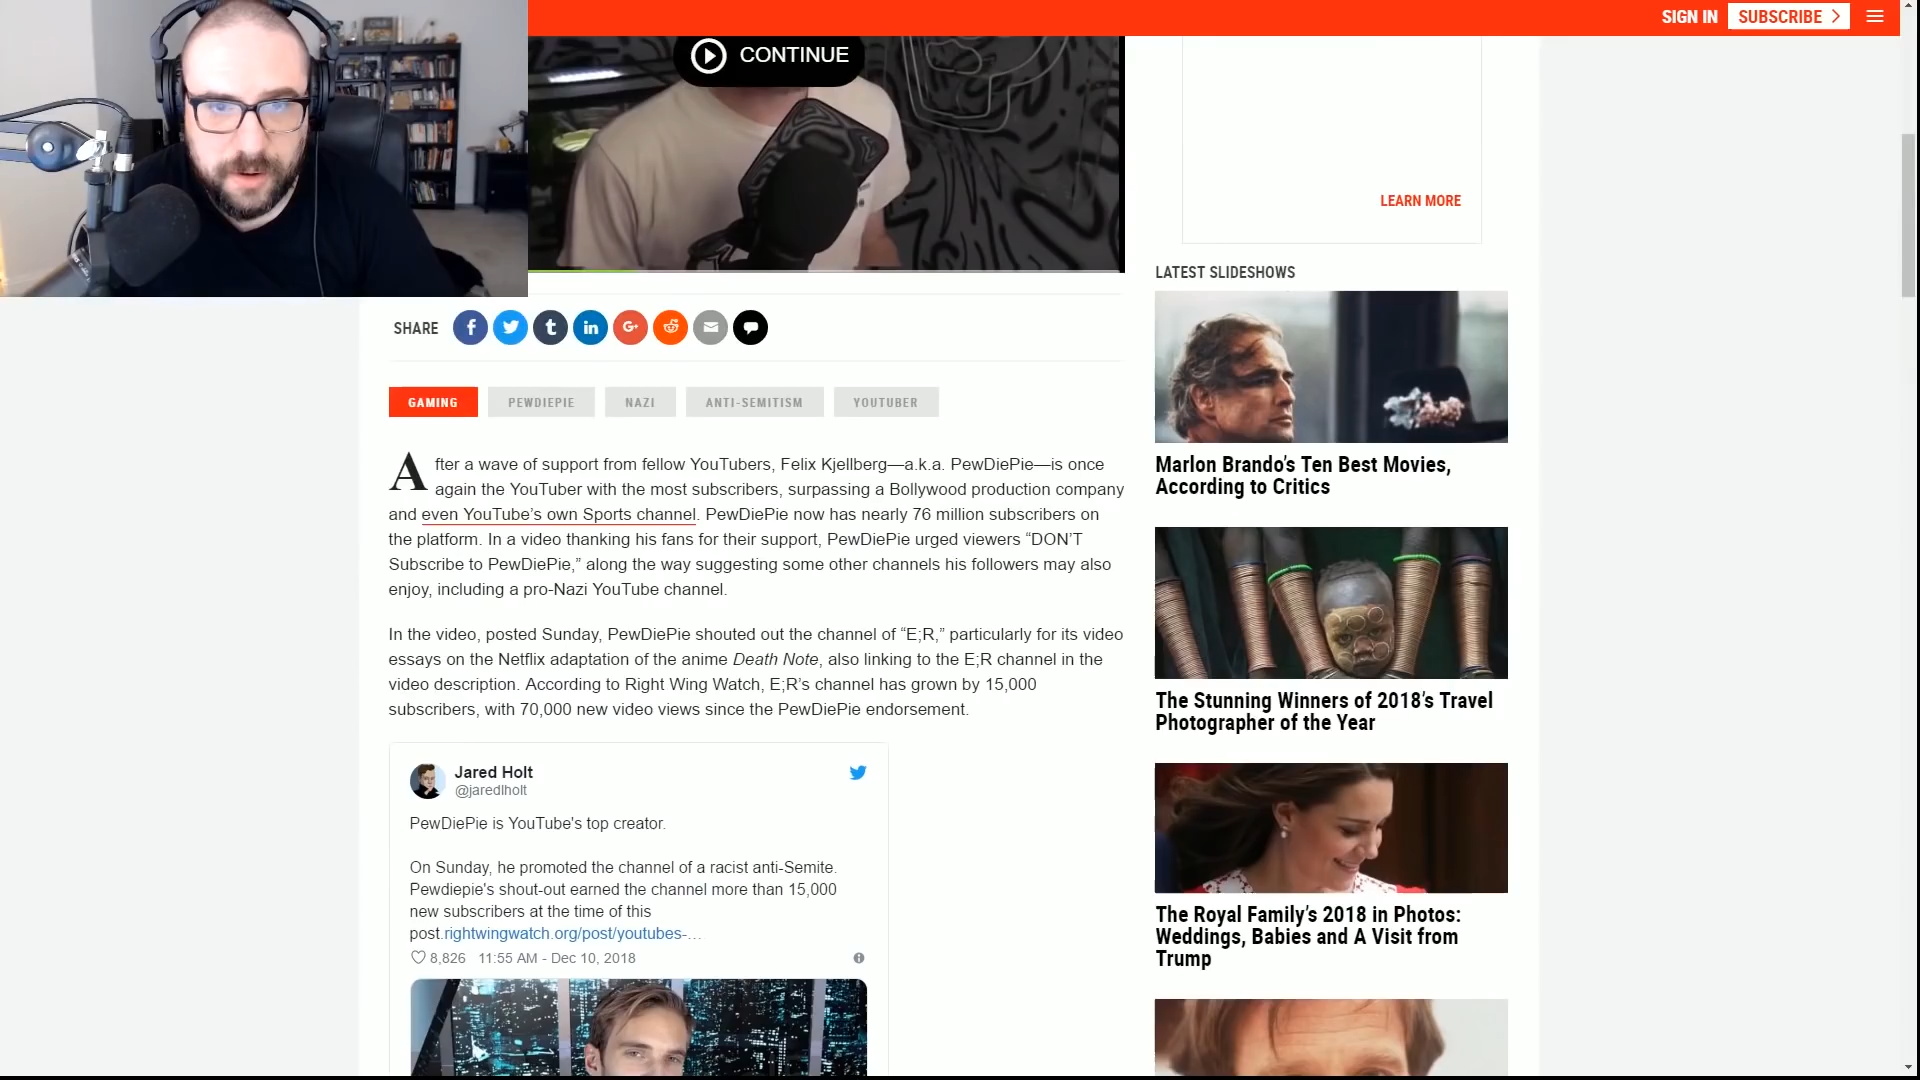 SIGN IN
SUBSCRIBE
CONTINUE
LEARN MORE
SHARE
GAMING
PEWDIEPIE
NAZI
ANTI-SEMITISM
YOUTUBER
After a wave of support from fellow YouTubers, Felix Kjellberg—a.k.a. PewDiePie—is once
again the YouTuber with the most subscribers, surpassing a Bollywood production company
and even YouTube’s own Sports channel. PewDiePie now has nearly 76 million subscribers on
the platform. In a video thanking his fans for their support, PewDiePie urged viewers “DON’T
Subscribe to PewDiePie,” along the way suggesting some other channels his followers may also
enjoy, including a pro-Nazi YouTube channel.
In the video, posted Sunday, PewDiePie shouted out the channel of “E;R,” particularly for its video
essays on the Netflix adaptation of the anime Death Note, also linking to the E;R channel in the
video description. According to Right Wing Watch, E;R’s channel has grown by 15,000
subscribers, with 70,000 new video views since the PewDiePie endorsement.
Jared Holt
@jaredlholt
PewDiePie is YouTube's top creator.
On Sunday, he promoted the channel of a racist anti-Semite.
Pewdiepie's shout-out earned the channel more than 15,000
new subscribers at the time of this
post.rightwingwatch.org/post/youtubes-…
8,826 11:55 AM - Dec 10, 2018
LATEST SLIDESHOWS
Marlon Brando’s Ten Best Movies,
According to Critics
The Stunning Winners of 2018’s Travel
Photographer of the Year
The Royal Family’s 2018 in Photos:
Weddings, Babies and A Visit from
Trump